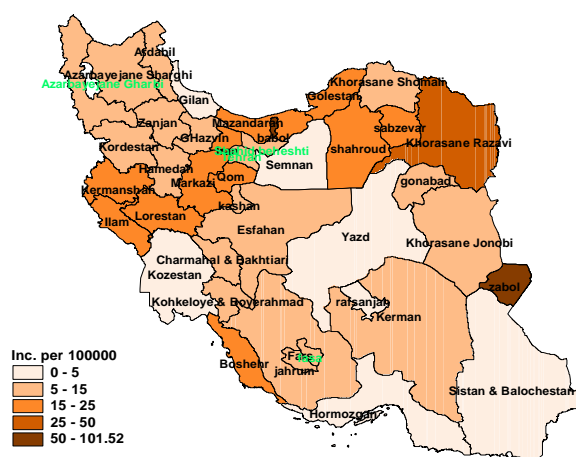 Ardabil
Azarbayejane Sharghi
Azarbayejane Gharbi
Gilan
Khorasane Shomali
Golestan
Zanjan
Mazandaran
GHazvin
babol
sabzevar
Khorasane Razavi
Kordestan
Tehran
Semnan
shahroud
Hamedan
Kermanshah
Markazi
Qom
gonabad
Ilam
Lorestan
kashan
Esfahan
Yazd
Khorasane Jonobi
Charmahal & Bakhtiari
Kozestan
zabol
Kohkeloye & Boyerahmad
rafsanjan
Kerman
Boshehr
Fars
jahrum
Sistan & Balochestan
Hormozgan
Inc. per 100000
0 - 5
5 - 15
15 - 25
25 - 50
50 - 101.52